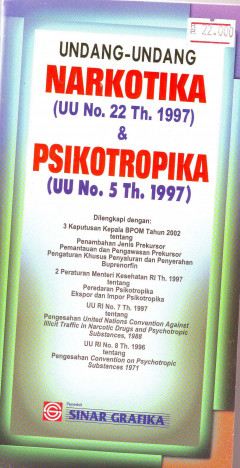 22.000
UNDANG-UNDANG
NARKOTIKA
(UU No. 22 Th. 1997)
&
PSIKOTROPIKA
(UU No. 5 Th. 1997)
Dilengkapi dengan:
3 Kaputusan Kepala BPOM Tahun 2002
tentang
Penambahan Jenis Prekursor
Pemantauan dan Pengawasan Prekursor
Pengaturan Khusus Penyaluran dan Penyerahan
Buprenorfin
2 Peraturan Menteri Kesehatan RI Th. 1997
tentang
Peredaran Psikotropika
Ekspor dan Impor Psikotropika
UU RI No. 7 Th. 1997
tentang
Pengesahan United Nations Convention Against
Illicit Traffic in Narcotic Drugs and Psychotropic
Substances, 1988
UU RI No. 8 Th. 1996
tentang
Pengesahan Convention on Psychotropic
Substances 1971
Penerbit
SINAR GRAFIKA